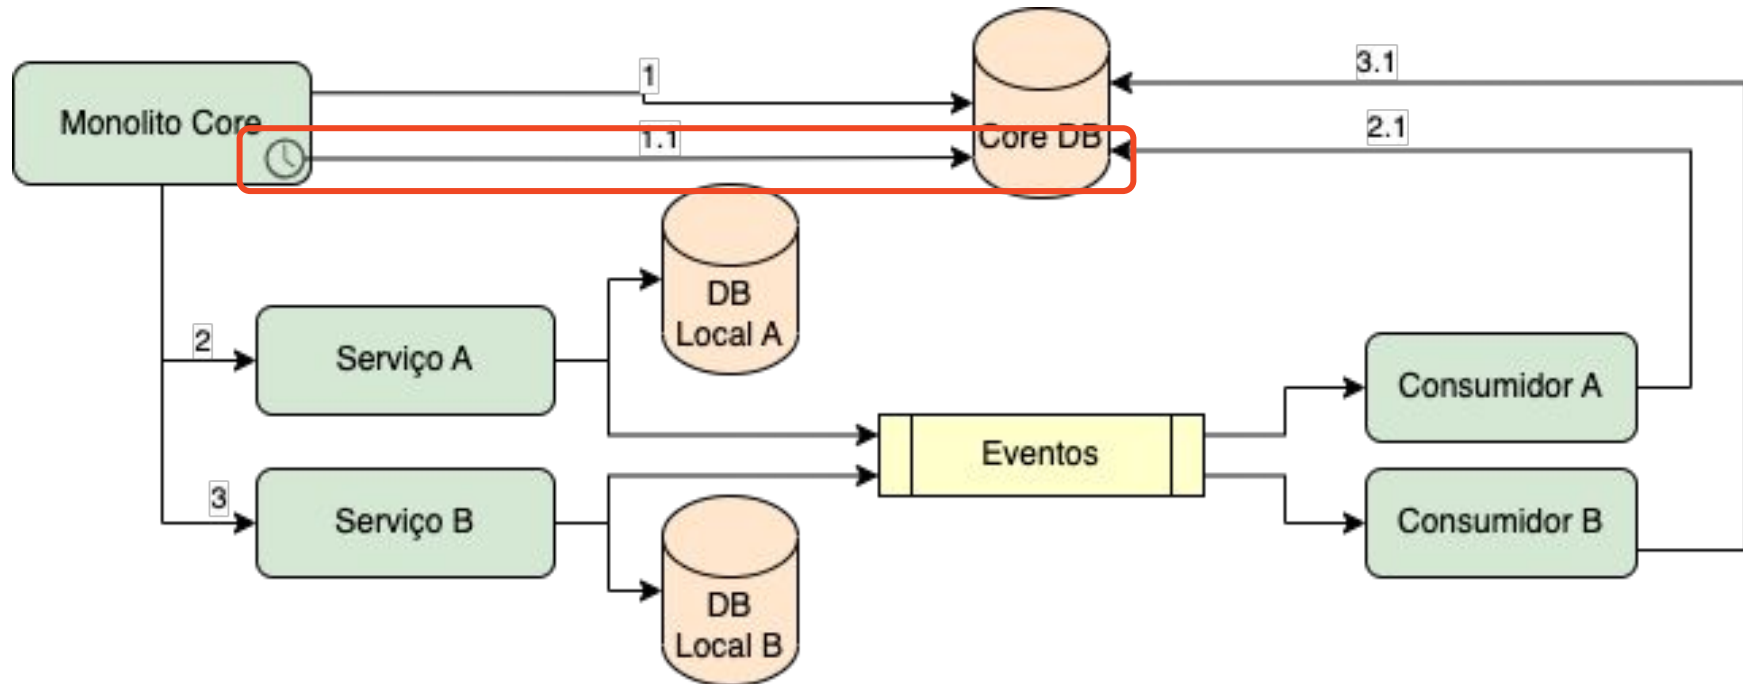 3.1
1
Monolito Core
2.1
1.1
Core DB
DB
Local A
2
Serviço A
Consumidor A
Eventos
3
Serviço B
Consumidor B
DB
Local B